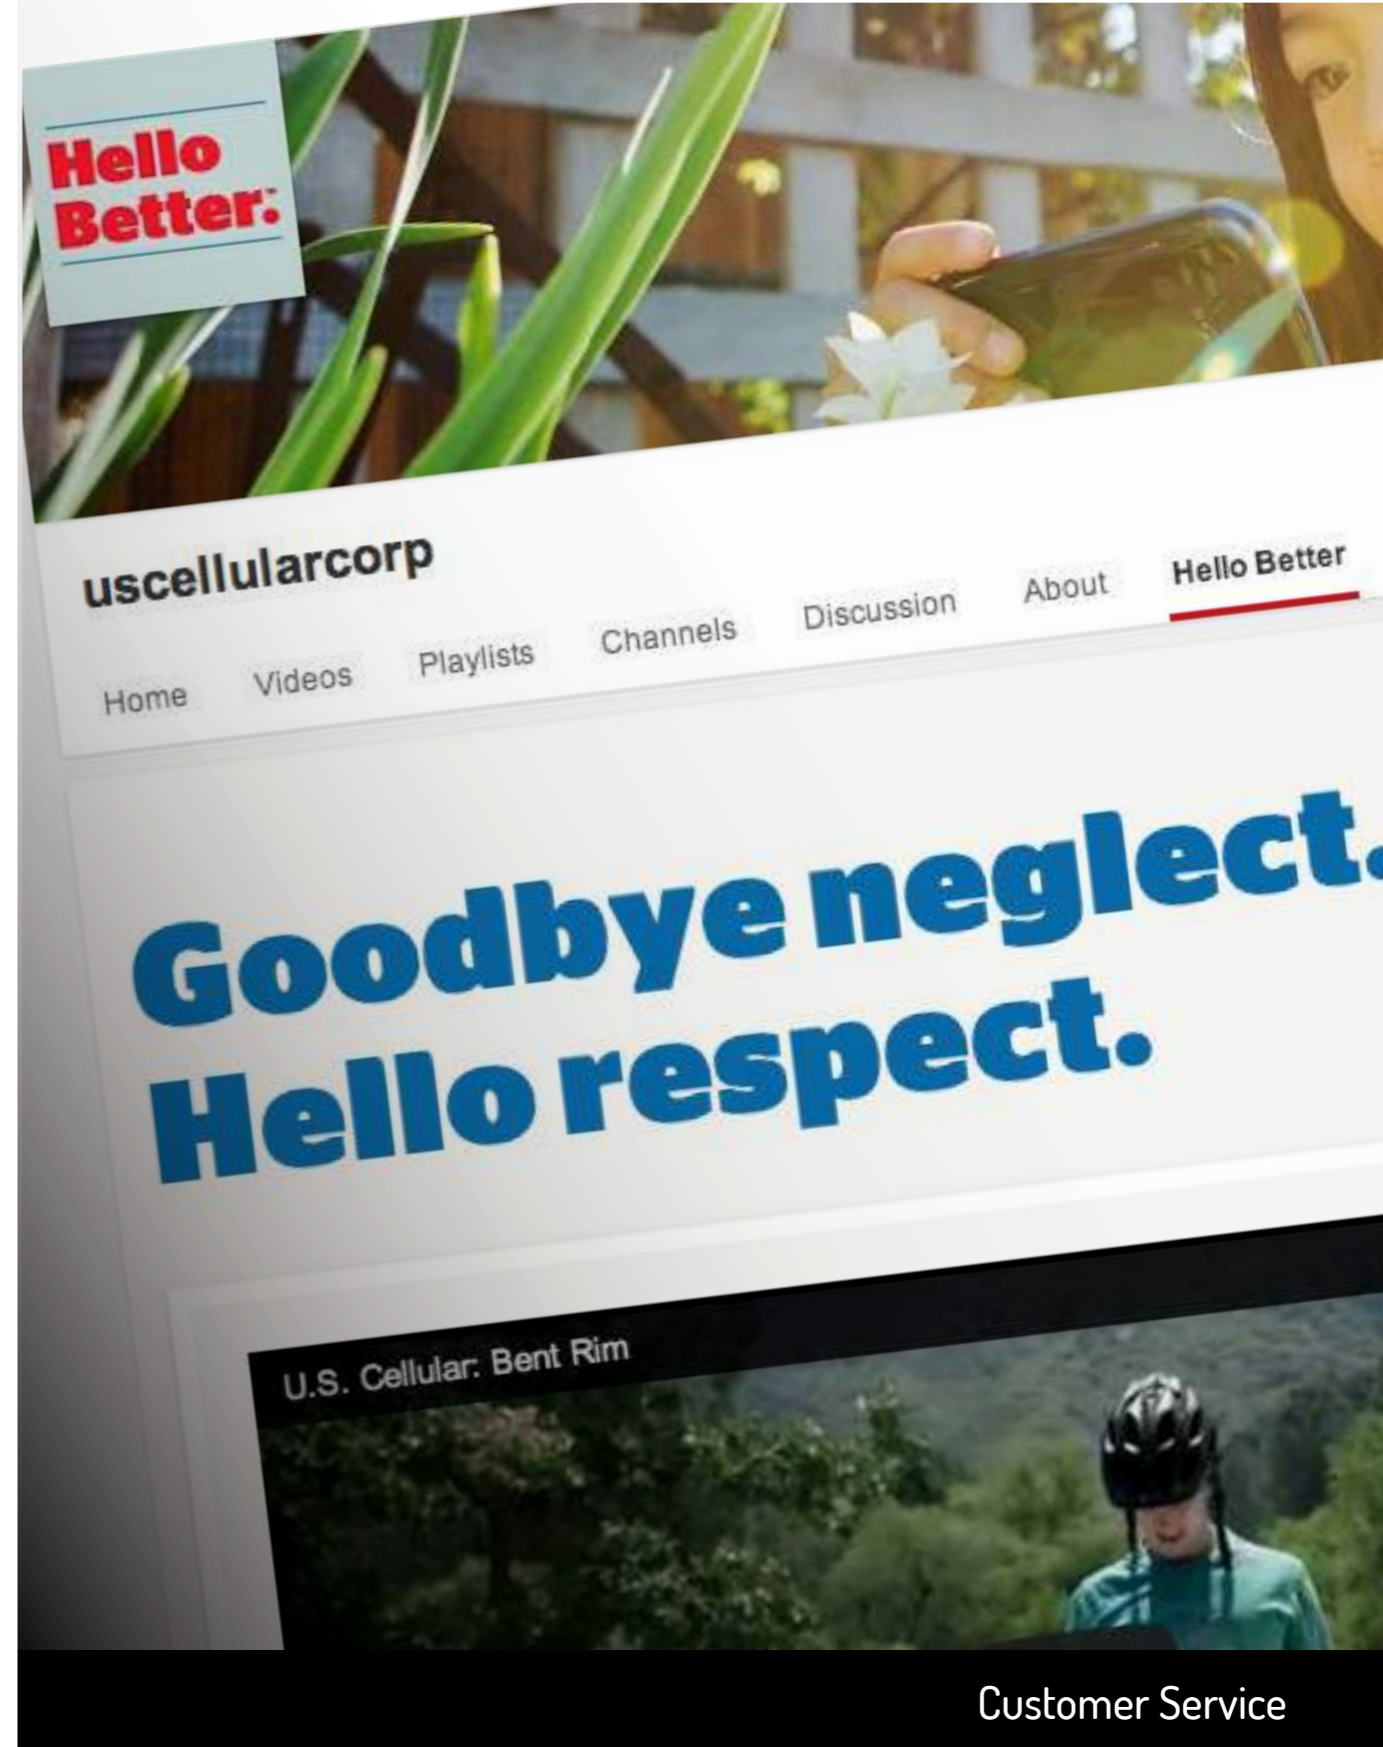 Hello
Better.™
uscellularcorp
Home Videos Playlists Channels Discussion About Hello Better
Goodbye neglect.
Hello respect.
U.S. Cellular: Bent Rim
Customer Service